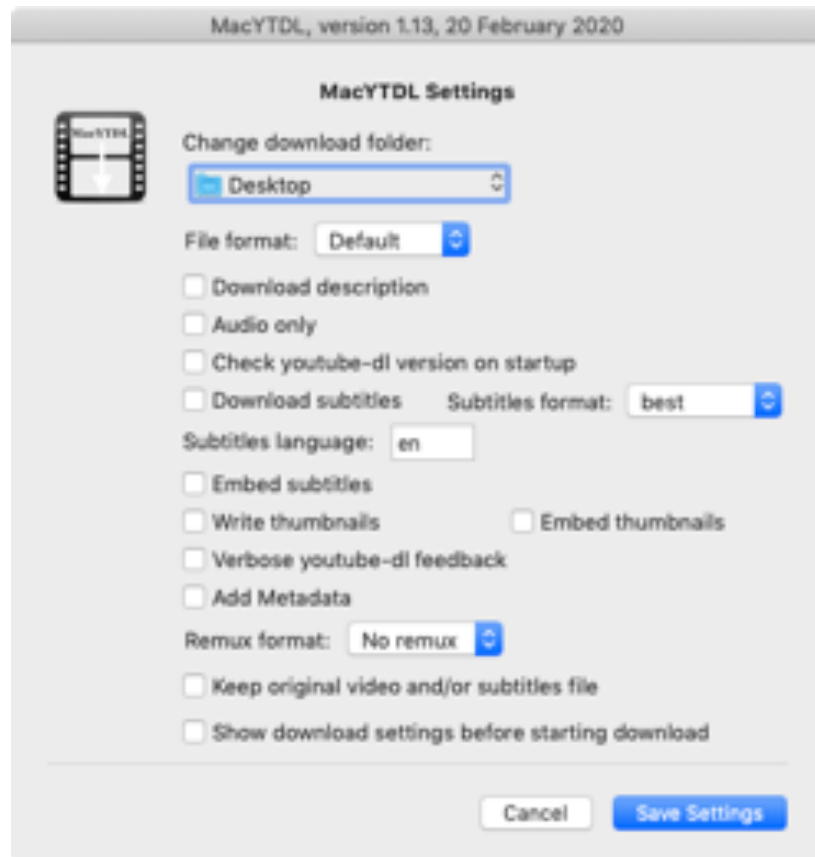 MacYTDL, version 1.13, 20 February 2020
MacYTDL Settings
MacYTDL
Change download folder:
Desktop
File format: Default
Download description
Audio only
Check youtube-dl version on startup
Download subtitles Subtitles format: best
Subtitles language: en
Embed subtitles
Write thumbnails Embed thumbnails
Verbose youtube-dl feedback
Add Metadata
Remux format: No remux
Keep original video and/or subtitles file
Show download settings before starting download
Cancel Save Settings